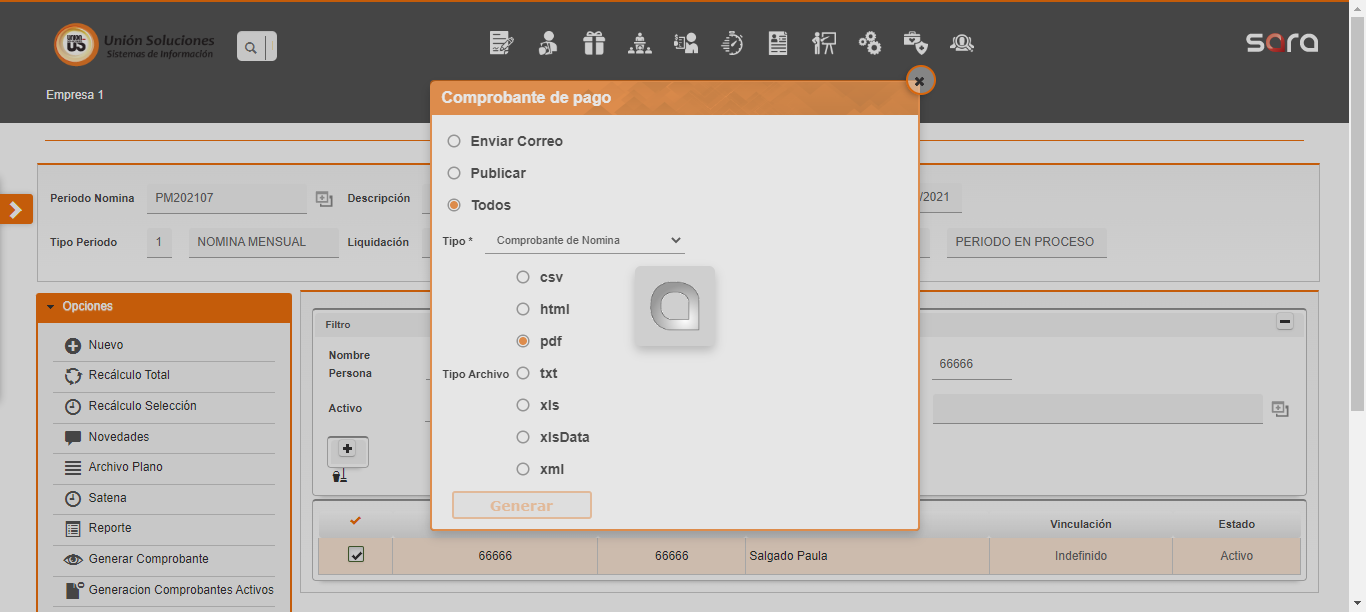 UNION
US
Unión Soluciones
Sistemas de Información
sara
Empresa 1
Comprobante de pago
Enviar Correo
Publicar
Todos
Tipo * Comprobante de Nomina
Tipo Archivo
csv
html
pdf
txt
xls
xlsData
xml
Generar
Periodo Nomina PM202107 Descripción /2021
Tipo Periodo 1 NOMINA MENSUAL Liquidación PERIODO EN PROCESO
Opciones
Nuevo
Recálculo Total
Recálculo Selección
Novedades
Archivo Plano
Satena
Reporte
Generar Comprobante
Generacion Comprobantes Activos
Filtro
Nombre
Persona
66666
Activo
Vinculación Estado
66666 66666 Salgado Paula Indefinido Activo